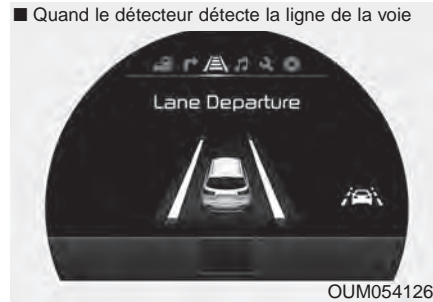 ■ Quand le détecteur détecte la ligne de la voie
Lane Departure
OUM054126